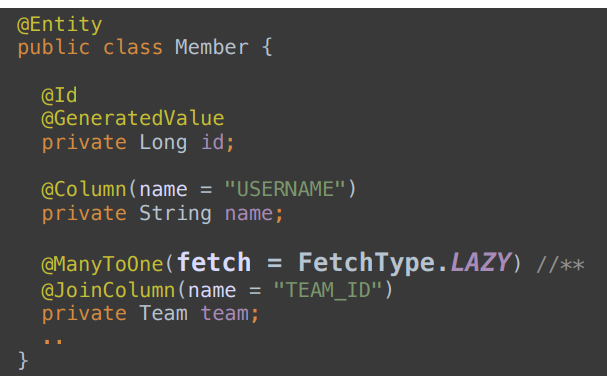 @Entity
public class Member {
@Id
@GeneratedValue
private Long id;
@Column(name = "USERNAME")
private String name;
@ManyToOne(fetch = FetchType.LAZY) //**
@JoinColumn(name = "TEAM_ID")
private Team team;
..
}